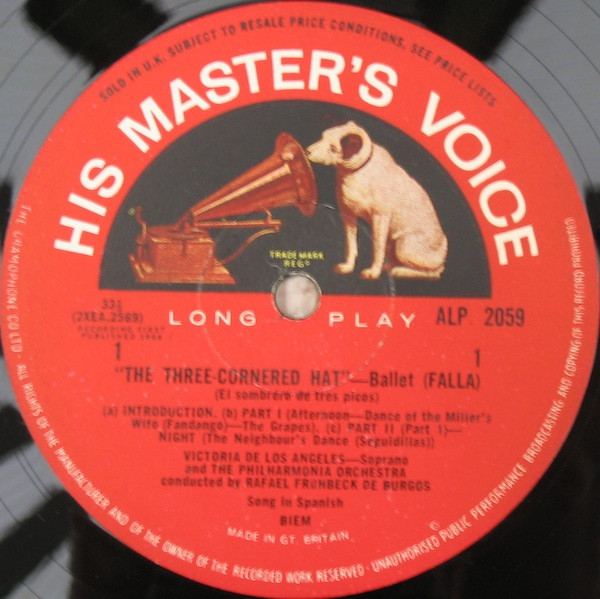 SOLD IN U.K. SUBJECT TO RESALE PRICE CONDITIONS, SEE PRICE LISTS
HIS MASTER'S VOICE
TRADE MARK
REGD
33⅓
(2XEA.2569)
RECORDING FIRST
PUBLISHED 1964
LONG PLAY
ALP 2059
1
1
"THE THREE-CORNERED HAT"—Ballet (FALLA)
(El sombrero de tres picos)
(a) INTRODUCTION. (b) PART I (Afternoon—Dance of the Miller's
Wife (Fandango)—The Grapes). (c) PART II (Part 1)—
NIGHT (The Neighbour's Dance (Seguidillas))
VICTORIA DE LOS ANGELES—Soprano
and THE PHILHARMONIA ORCHESTRA
conducted by RAFAEL FRÜHBECK DE BURGOS
Song in Spanish
BIEM
MADE IN GT. BRITAIN.
THE GRAMOPHONE CO LTD · ALL RIGHTS OF THE MANUFACTURER AND OF THE OWNER OF THE RECORDED WORK RESERVED · UNAUTHORISED PUBLIC PERFORMANCE BROADCASTING AND COPYING OF THIS RECORD PROHIBITED